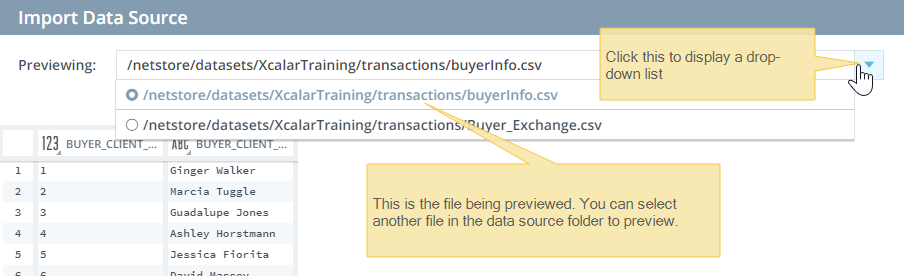 Import Data Source
Previewing:
/netstore/datasets/XcalarTraining/transactions/buyerInfo.csv
Click this to display a drop-
down list
/netstore/datasets/XcalarTraining/transactions/buyerInfo.csv
/netstore/datasets/XcalarTraining/transactions/Buyer_Exchange.csv
123 BUYER_CLIENT_... ABC BUYER_CLIENT_...
1 1 Ginger Walker
2 2 Marcia Tuggle
3 3 Guadalupe Jones
4 4 Ashley Horstmann
5 5 Jessica Fiorita
6 6 David Massey
This is the file being previewed. You can select
another file in the data source folder to preview.